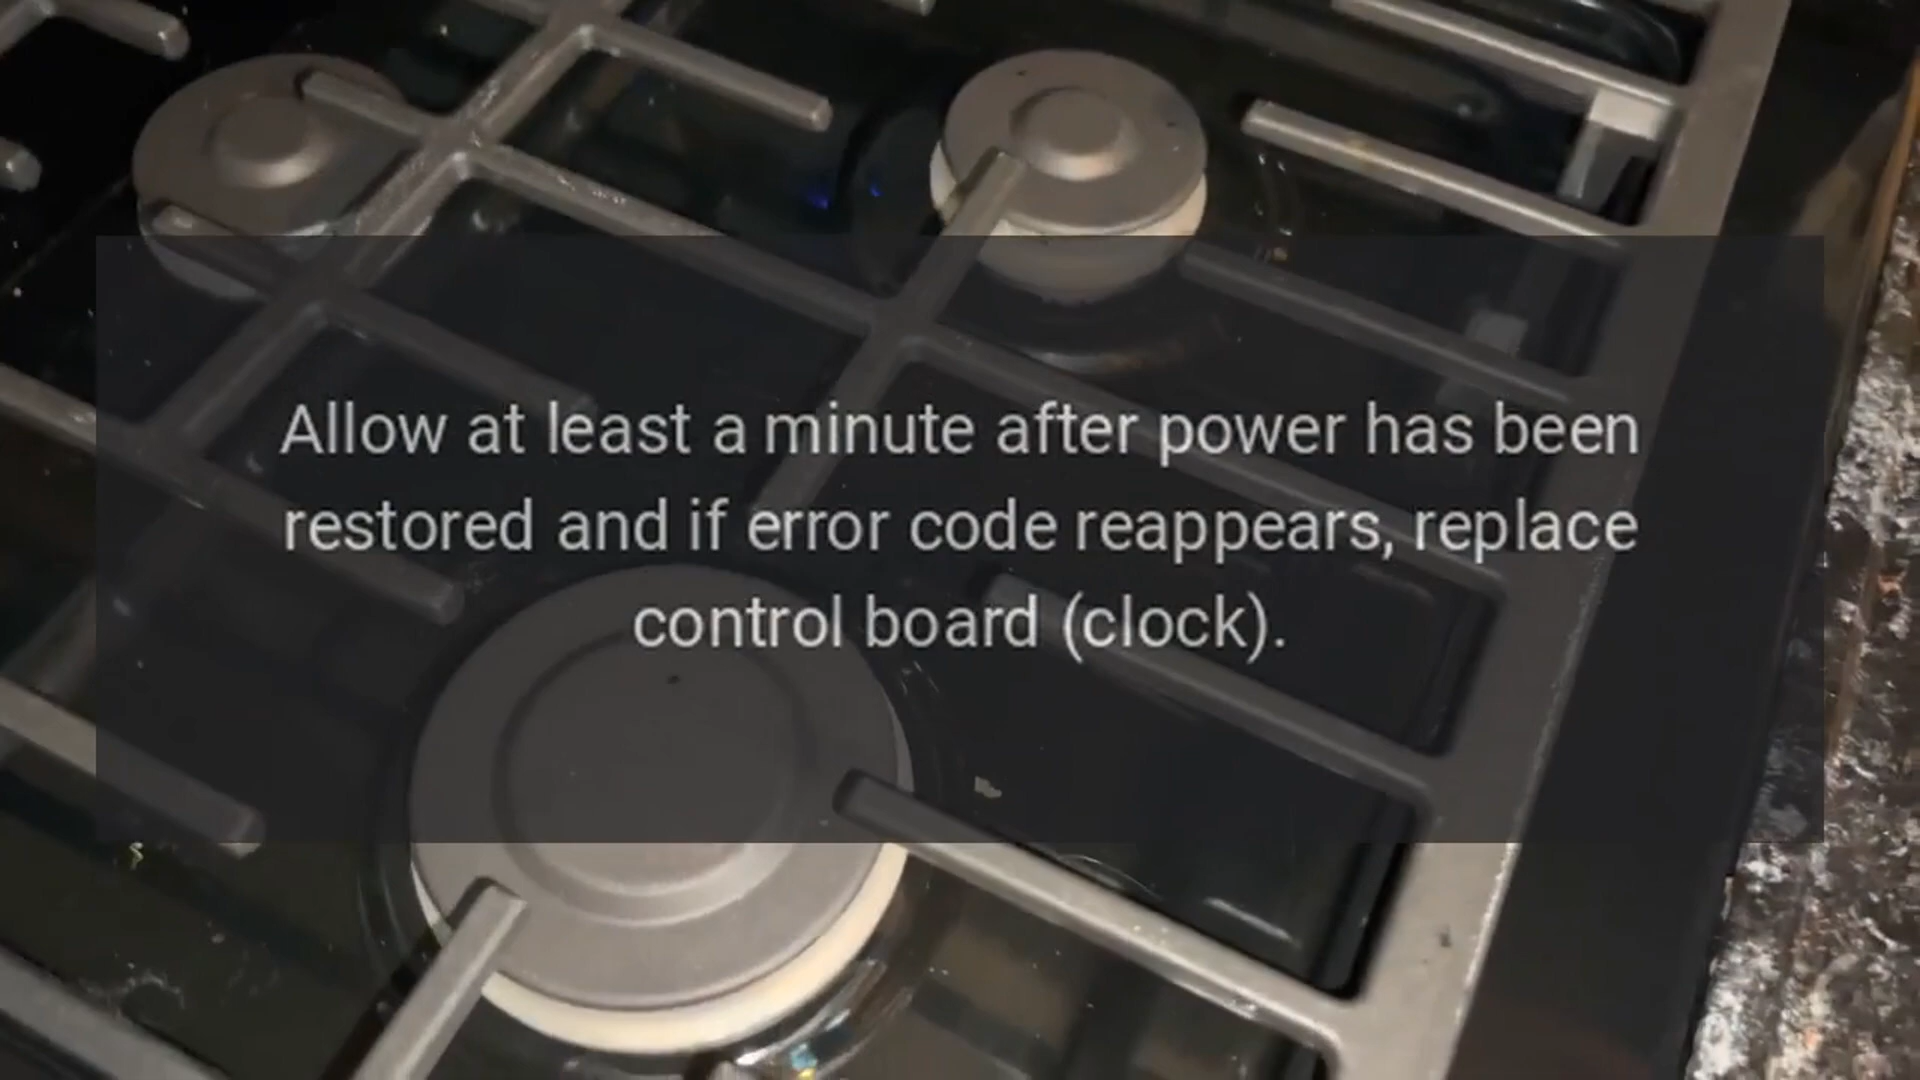 Allow at least a minute after power has been
restored and if error code reappears, replace
control board (clock).